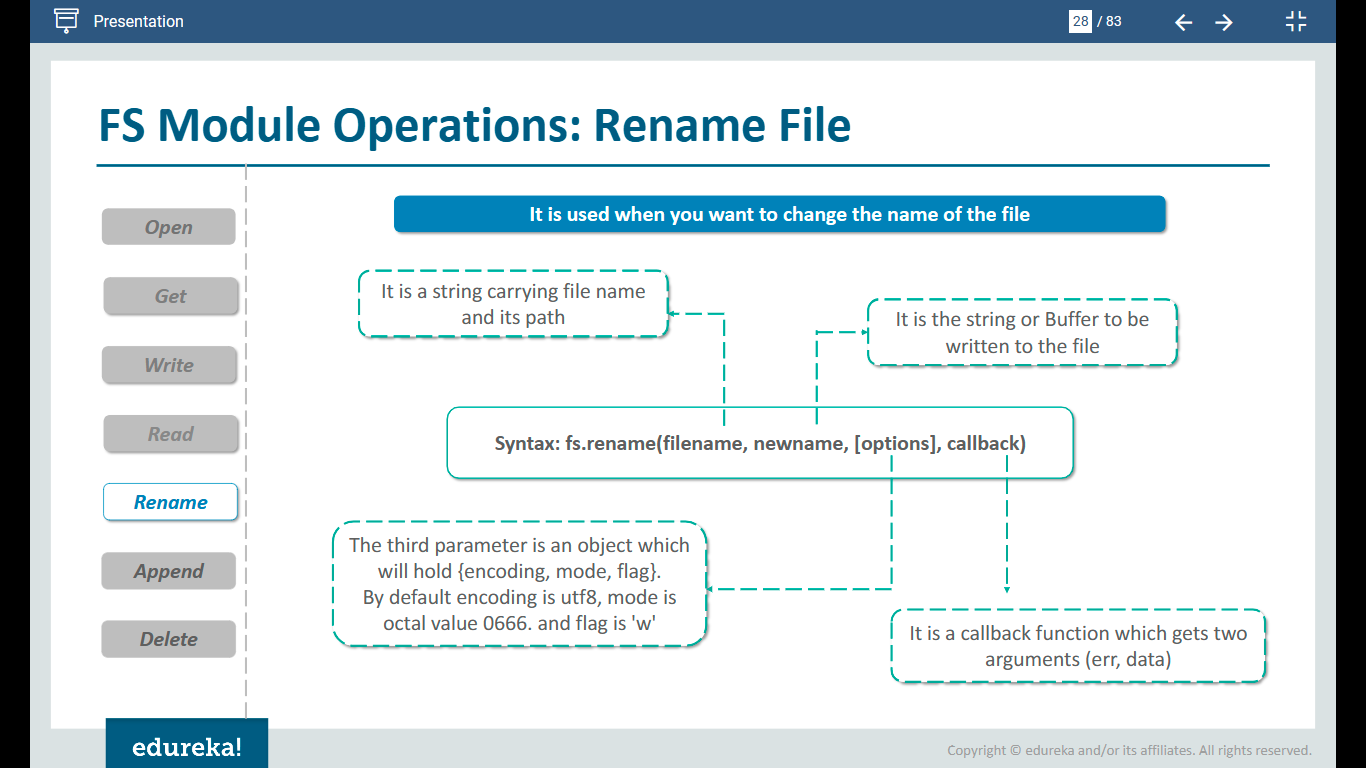 Presentation
28 / 83
FS Module Operations: Rename File
It is used when you want to change the name of the file
Open
Get
Write
Read
Rename
Append
Delete
It is a string carrying file name
and its path
It is the string or Buffer to be
written to the file
Syntax: fs.rename(filename, newname, [options], callback)
The third parameter is an object which
will hold {encoding, mode, flag}.
By default encoding is utf8, mode is
octal value 0666. and flag is 'w'
It is a callback function which gets two
arguments (err, data)
edureka!
Copyright © edureka and/or its affiliates. All rights reserved.